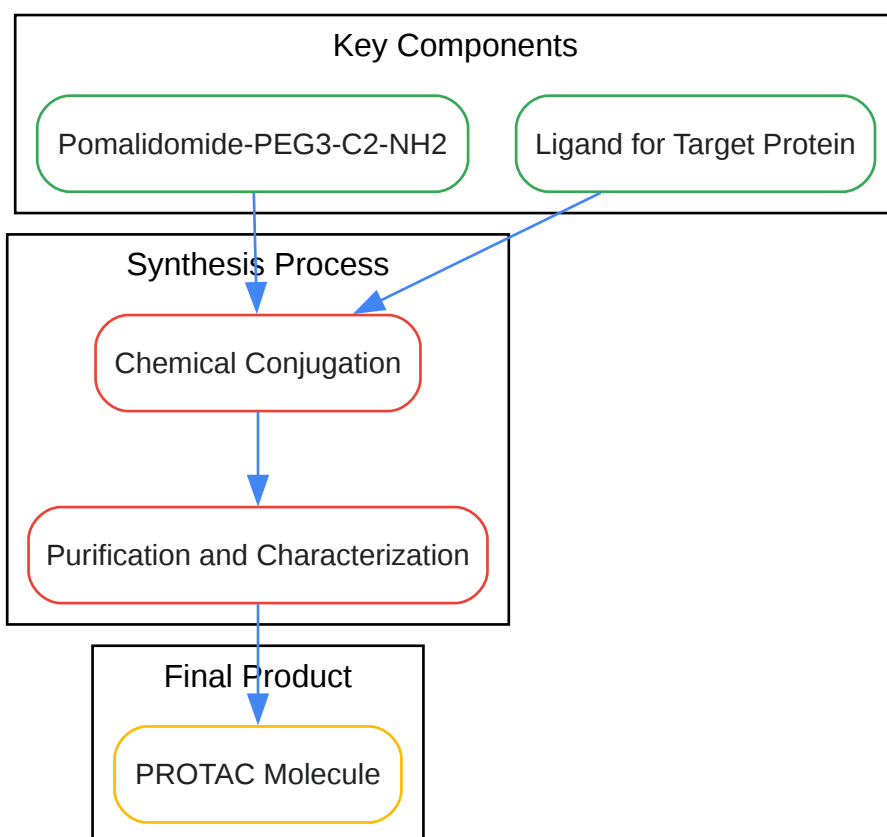 Key Components
Pomalidomide-PEG3-C2-NH2
Ligand for Target Protein
Synthesis Process
Chemical Conjugation
Purification and Characterization
Final Product
PROTAC Molecule